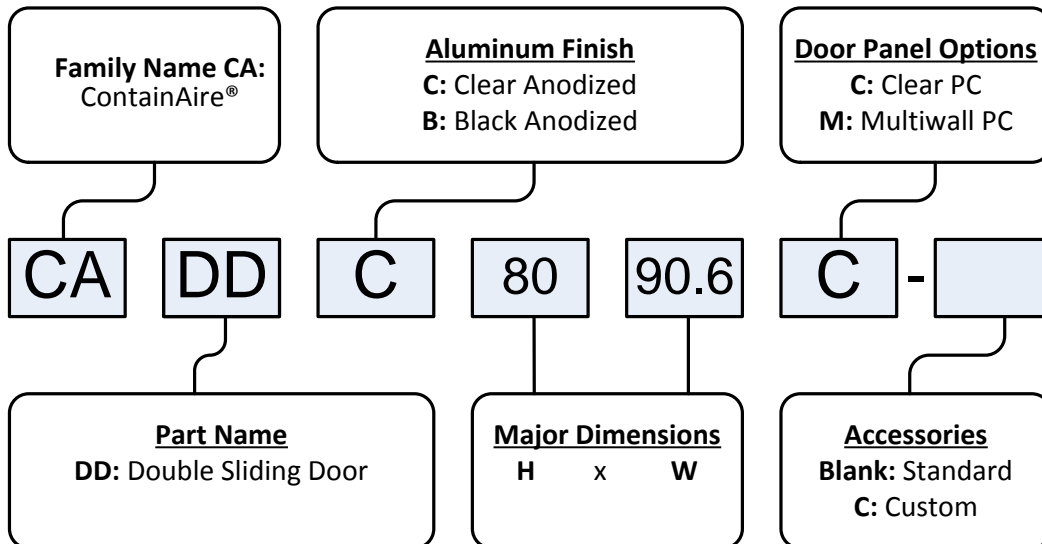 Family Name CA:
ContainAire®
Aluminum Finish
C: Clear Anodized
B: Black Anodized
Door Panel Options
C: Clear PC
M: Multiwall PC
CA DD C 80 90.6 C -
Part Name
DD: Double Sliding Door
Major Dimensions
H x W
Accessories
Blank: Standard
C: Custom